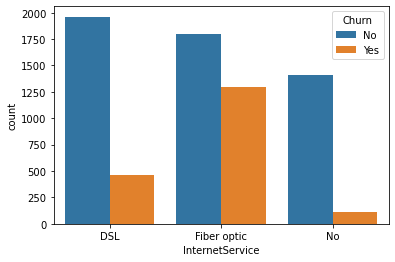 Churn
No
Yes
2000
1750
1500
1250
1000
750
500
250
0
count
DSL
Fiber optic
No
InternetService